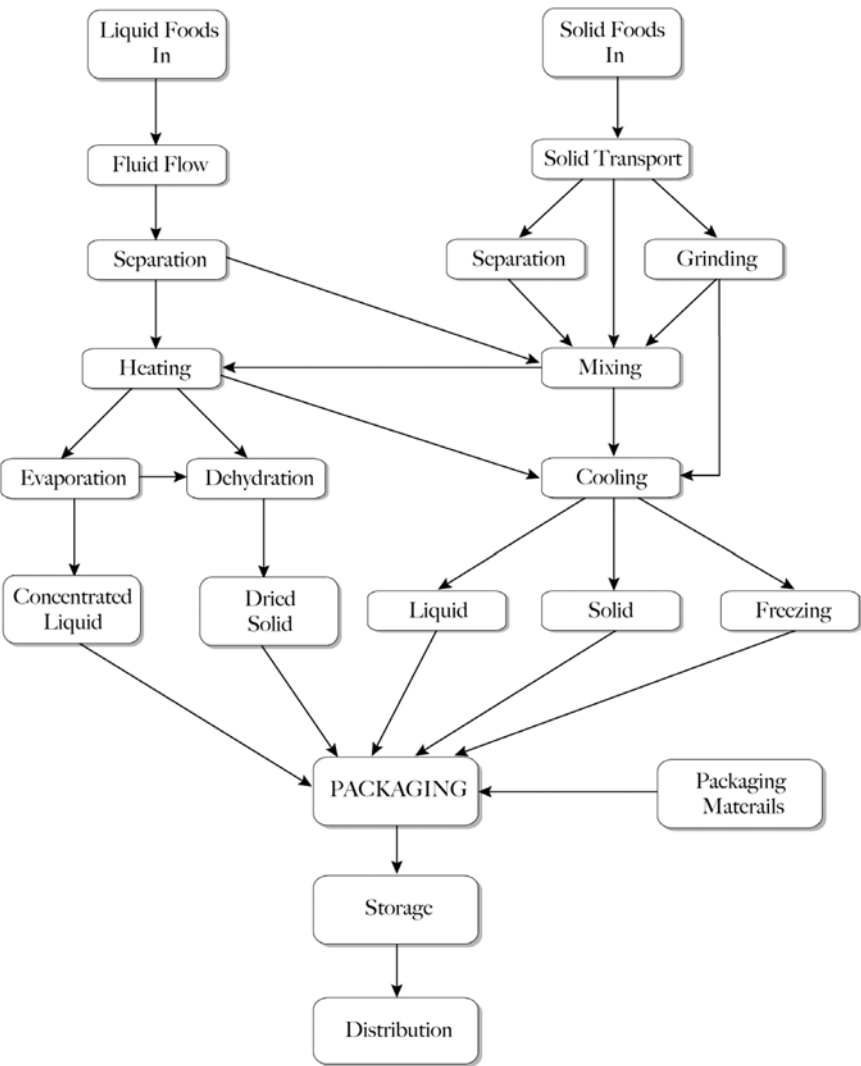 Liquid Foods
In
Solid Foods
In
Fluid Flow
Solid Transport
Separation
Separation
Grinding
Heating
Mixing
Evaporation
Dehydration
Cooling
Concentrated
Liquid
Dried
Solid
Liquid
Solid
Freezing
PACKAGING
Packaging
Materails
Storage
Distribution